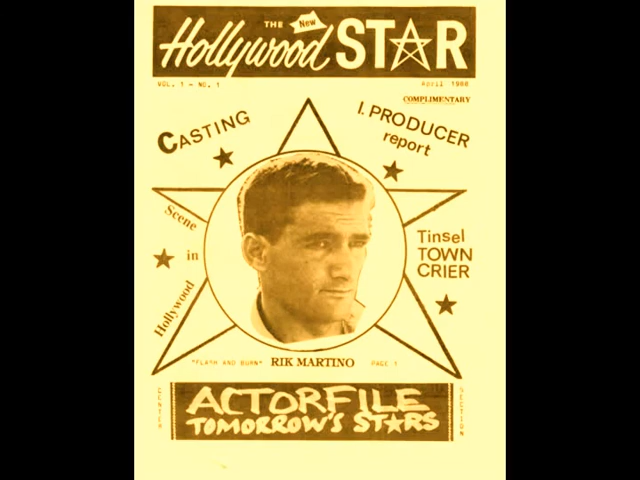 THE New
Hollywood STAR
VOL. 1 - NO. 1
April 1988
COMPLIMENTARY
CASTING
I. PRODUCER
report
Scene
in
Hollywood
Tinsel
TOWN
CRIER
"FLASH AND BURN" RIK MARTINO PAGE 1
CENTER
ACTORFILE
TOMORROW'S STARS
SECTION